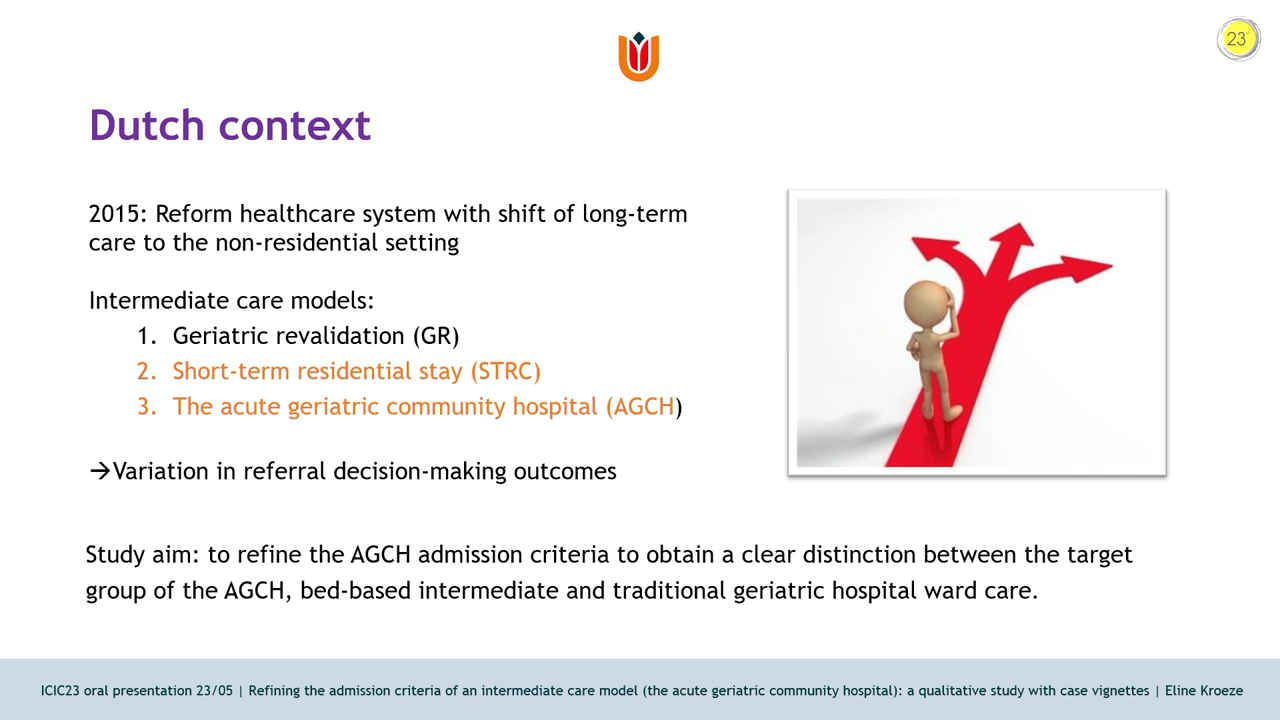 23
Dutch context
2015: Reform healthcare system with shift of long-term
care to the non-residential setting
Intermediate care models:
1. Geriatric revalidation (GR)
2. Short-term residential stay (STRC)
3. The acute geriatric community hospital (AGCH)
→Variation in referral decision-making outcomes
Study aim: to refine the AGCH admission criteria to obtain a clear distinction between the target
group of the AGCH, bed-based intermediate and traditional geriatric hospital ward care.
ICIC23 oral presentation 23/05 | Refining the admission criteria of an intermediate care model (the acute geriatric community hospital): a qualitative study with case vignettes | Eline Kroeze